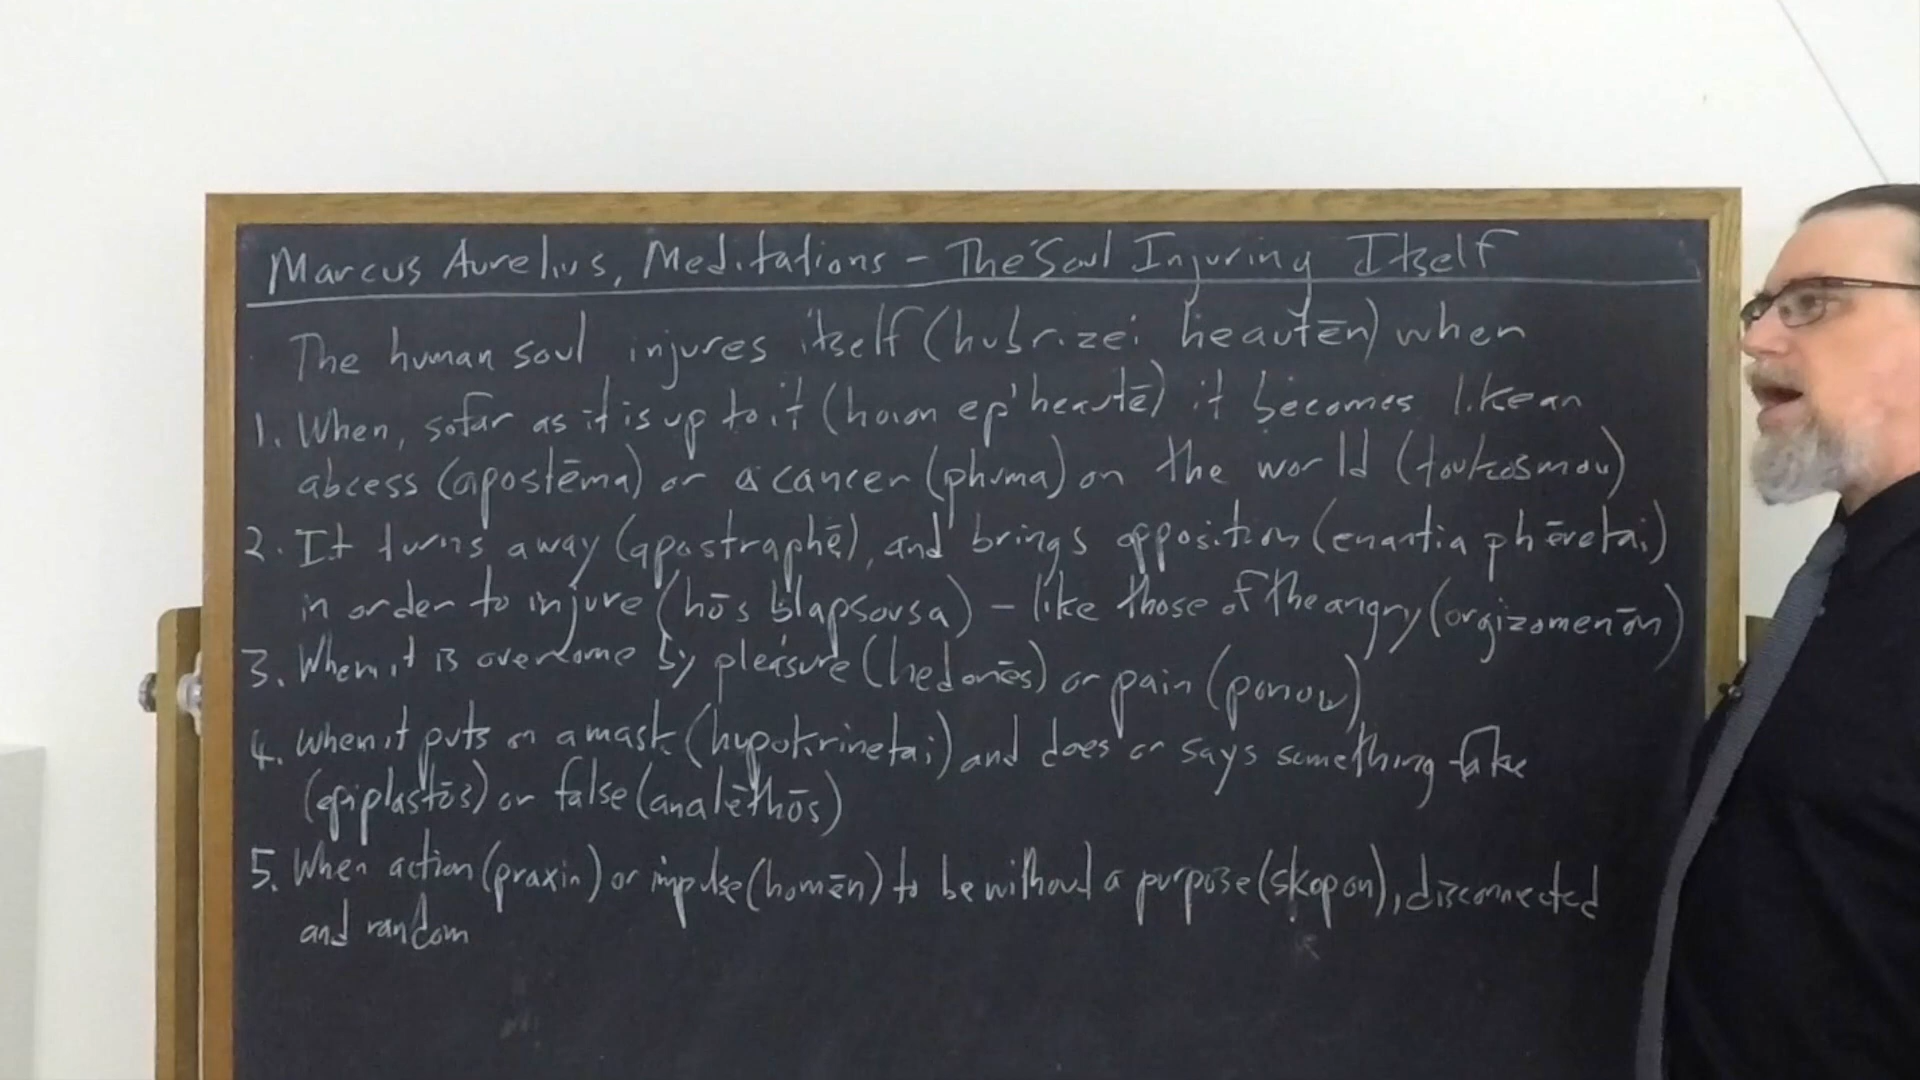 Marcus Aurelius, Meditations - The Soul Injuring Itself
The human soul injures itself (hubrizei heautēn) when
1. When, sofar as it is up to it (hoion ep'heautē) it becomes like an
abcess (apostēma) or a cancer (phuma) on the world (tou kosmou)
2. It turns away (apostraphē), and brings opposition (enantia phēretai)
in order to injure (hōs blapsousa) - like those of the angry (orgizomenōn)
3. When it is overcome by pleasure (hedonēs) or pain (ponou)
4. When it puts on a mask (hupokrinetai) and does or says something fake
(epiplastōs) or false (analēthōs)
5. When action (praxin) or impulse (homēn) to be without a purpose (skopon), disconnected
and random